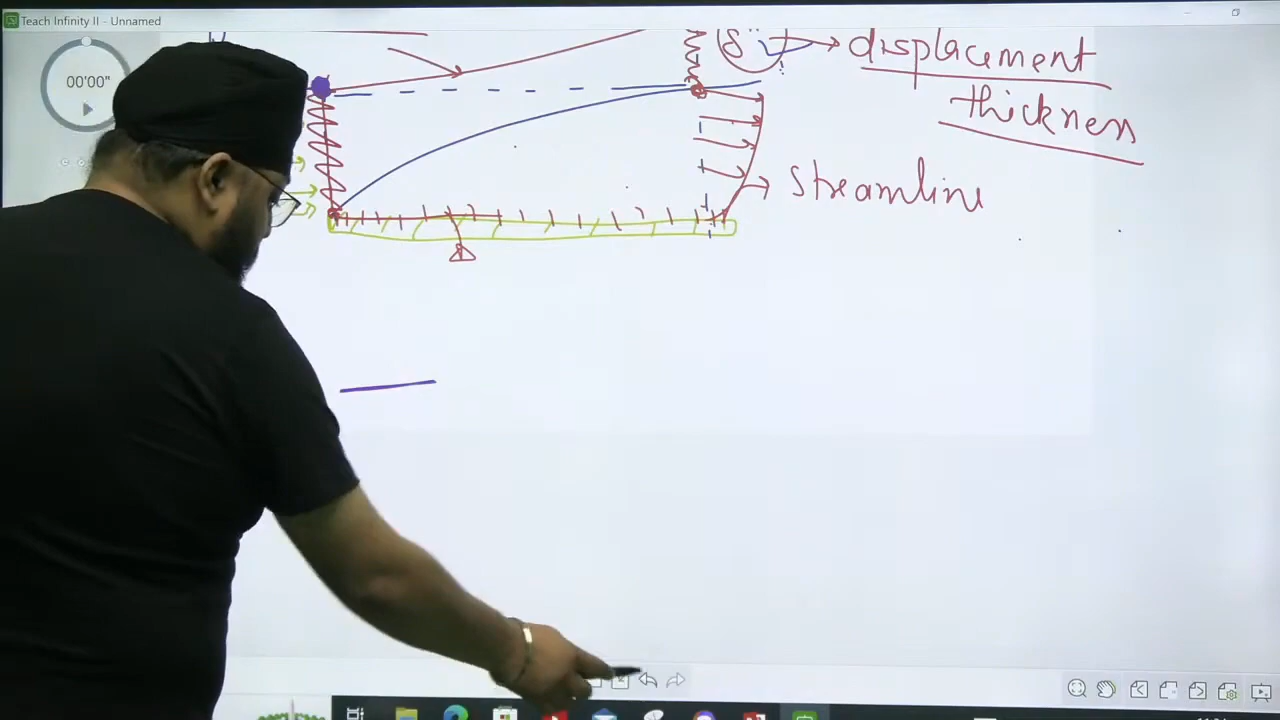 Teach Infinity II - Unnamed
00'00"
displacement
thickness
Streamline